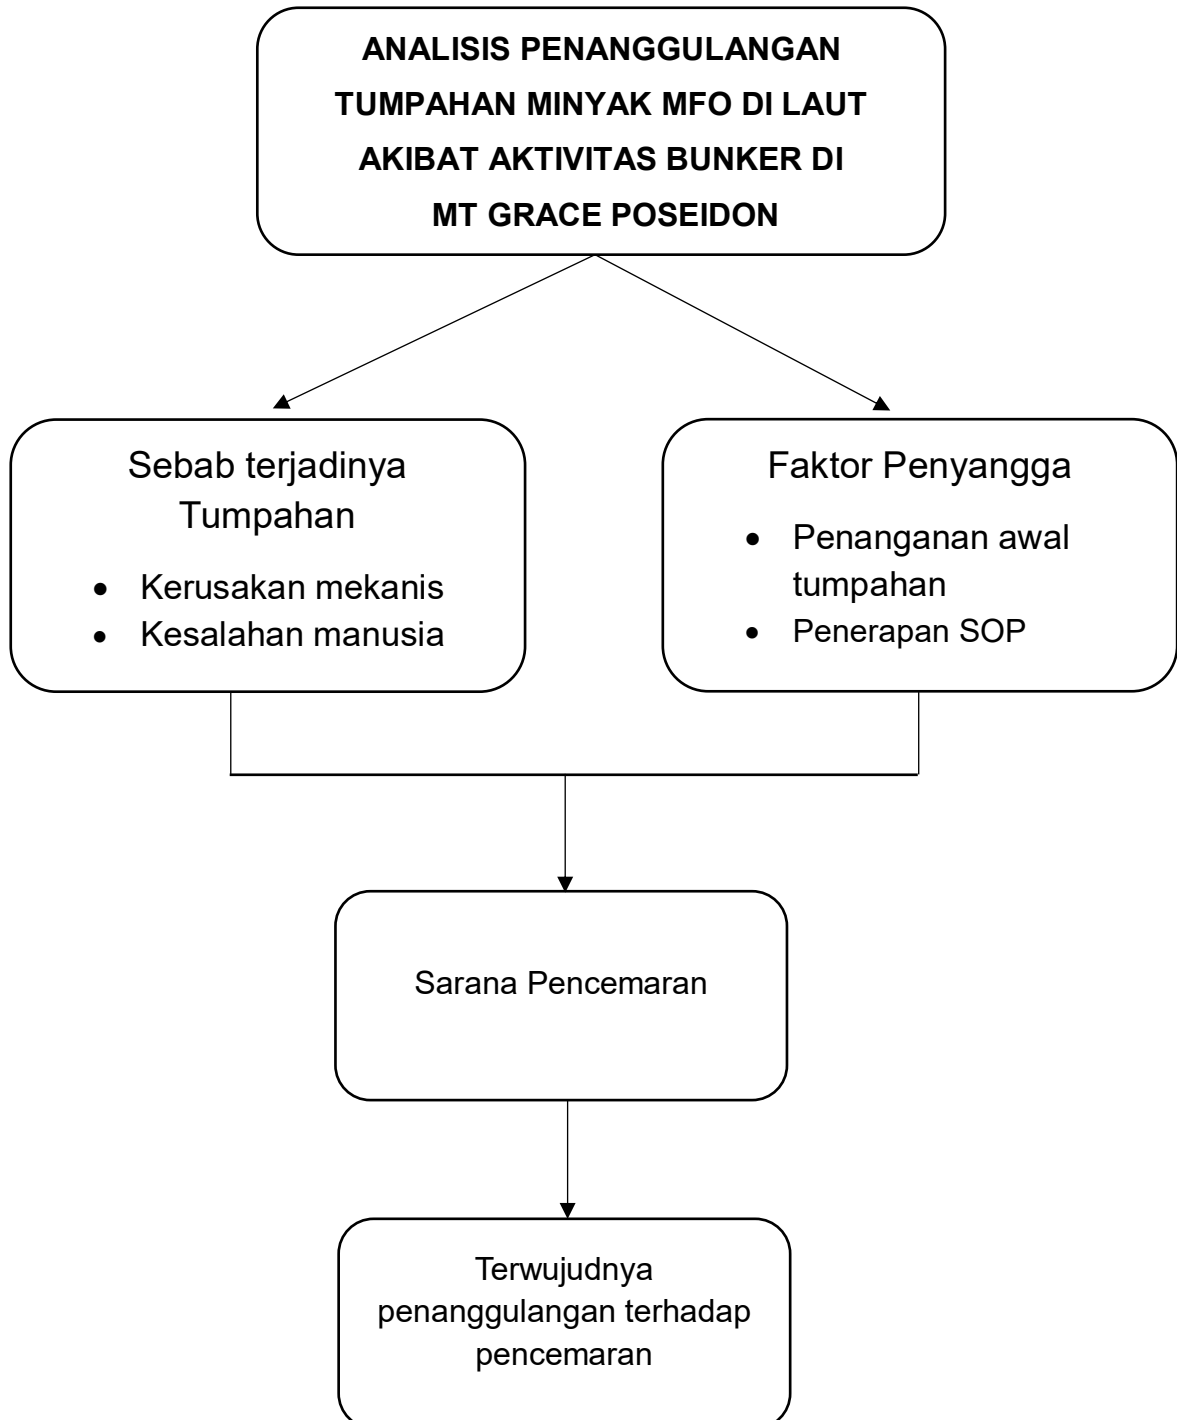 ANALISIS PENANGGULANGAN
TUMPAHAN MINYAK MFO DI LAUT
AKIBAT AKTIVITAS BUNKER DI
MT GRACE POSEIDON
Sebab terjadinya
Tumpahan
• Kerusakan mekanis
• Kesalahan manusia
Faktor Penyangga
• Penanganan awal
tumpahan
• Penerapan SOP
Sarana Pencemaran
Terwujudnya
penanggulangan terhadap
pencemaran